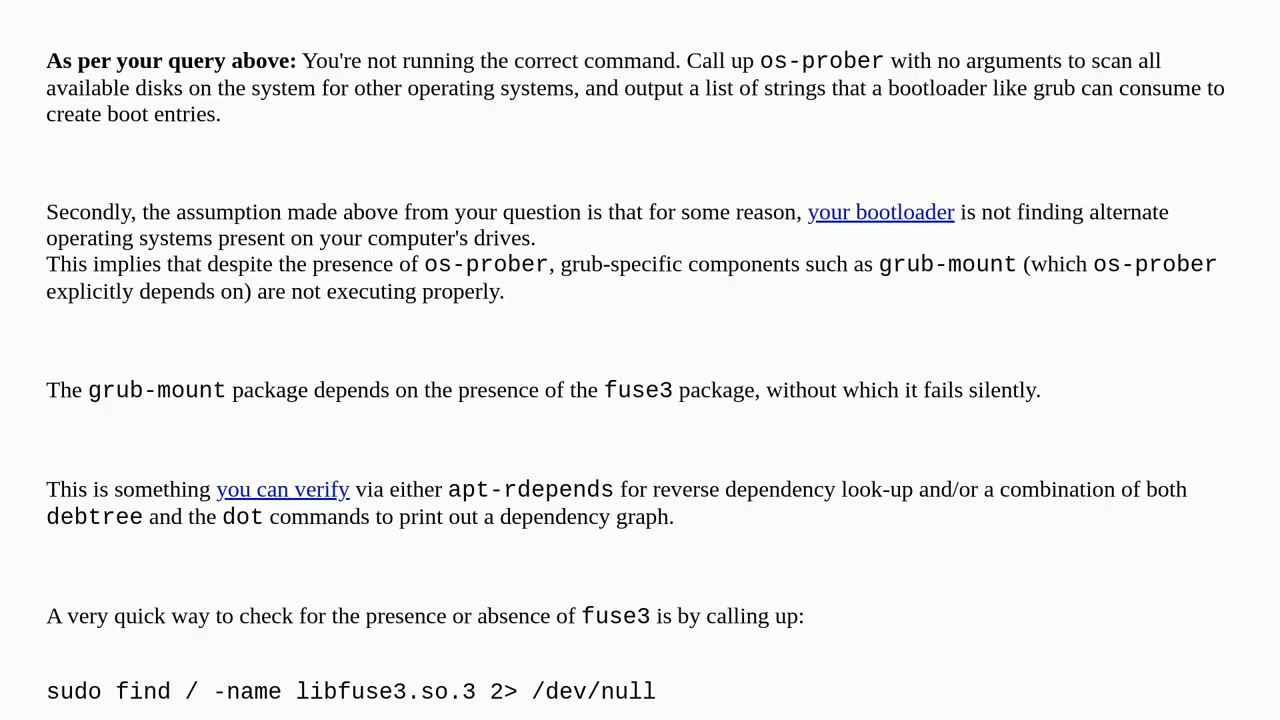 As per your query above: You're not running the correct command. Call up os-prober with no arguments to scan all
available disks on the system for other operating systems, and output a list of strings that a bootloader like grub can consume to
create boot entries.
Secondly, the assumption made above from your question is that for some reason, your bootloader is not finding alternate
operating systems present on your computer's drives.
This implies that despite the presence of os-prober, grub-specific components such as grub-mount (which os-prober
explicitly depends on) are not executing properly.
The grub-mount package depends on the presence of the fuse3 package, without which it fails silently.
This is something you can verify via either apt-rdepends for reverse dependency look-up and/or a combination of both
debtree and the dot commands to print out a dependency graph.
A very quick way to check for the presence or absence of fuse3 is by calling up:
sudo find / -name libfuse3.so.3 2> /dev/null